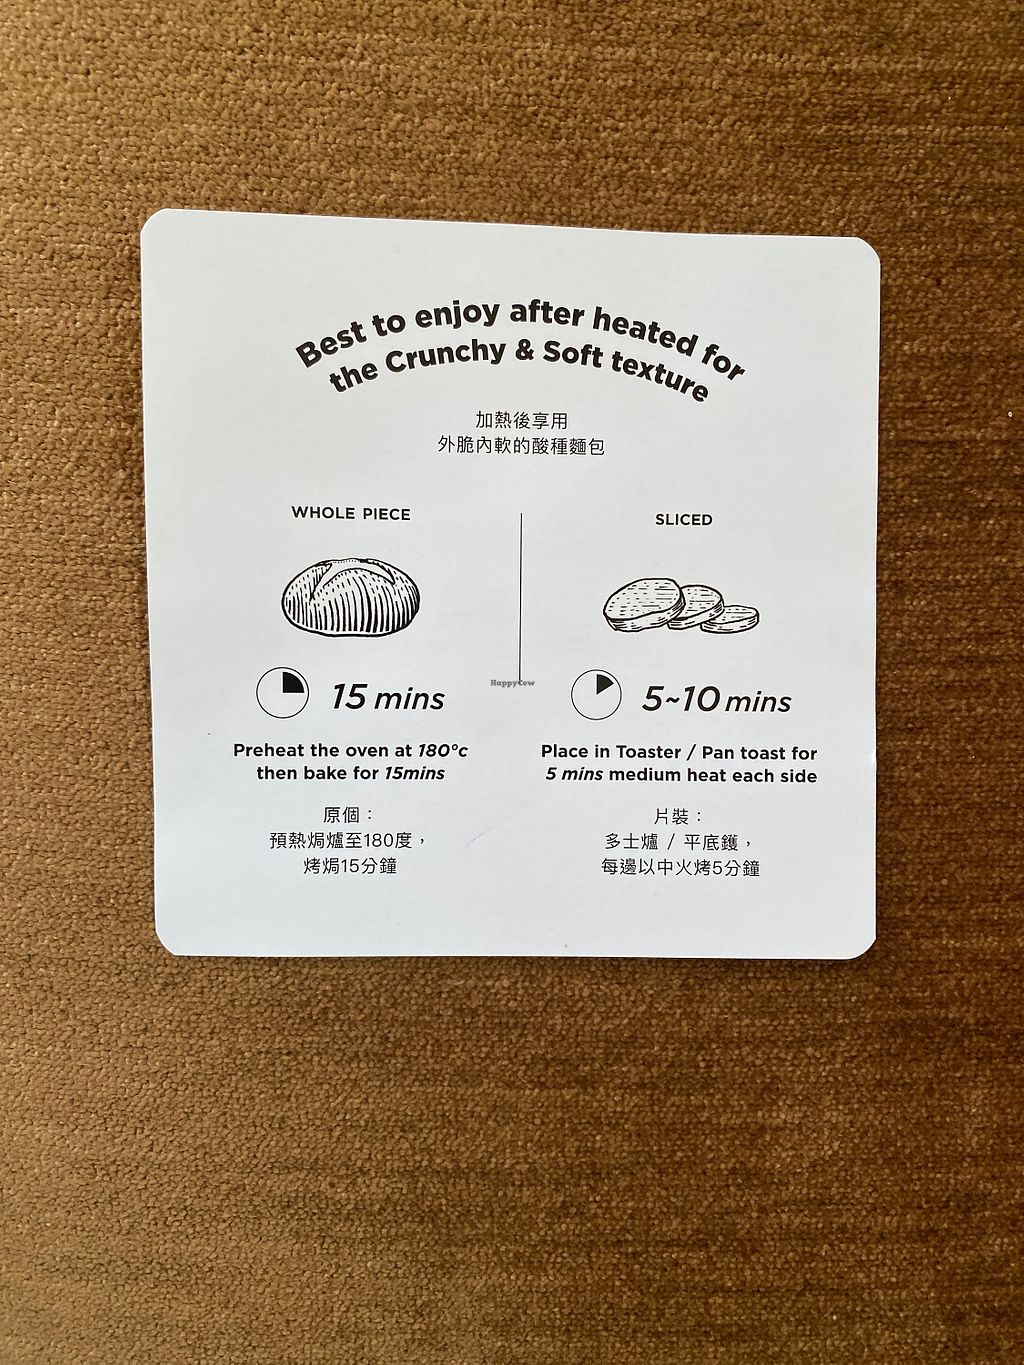 Best to enjoy after heated for
the Crunchy & Soft texture
加熱後享用
外脆內軟的酸種麵包
WHOLE PIECE
15 mins
Preheat the oven at 180°c
then bake for 15mins
原個：
預熱焗爐至180度，
烤焗15分鐘
SLICED
5~10 mins
Place in Toaster / Pan toast for
5 mins medium heat each side
片裝：
多士爐 / 平底鑊，
每邊以中火烤5分鐘
HappyCow